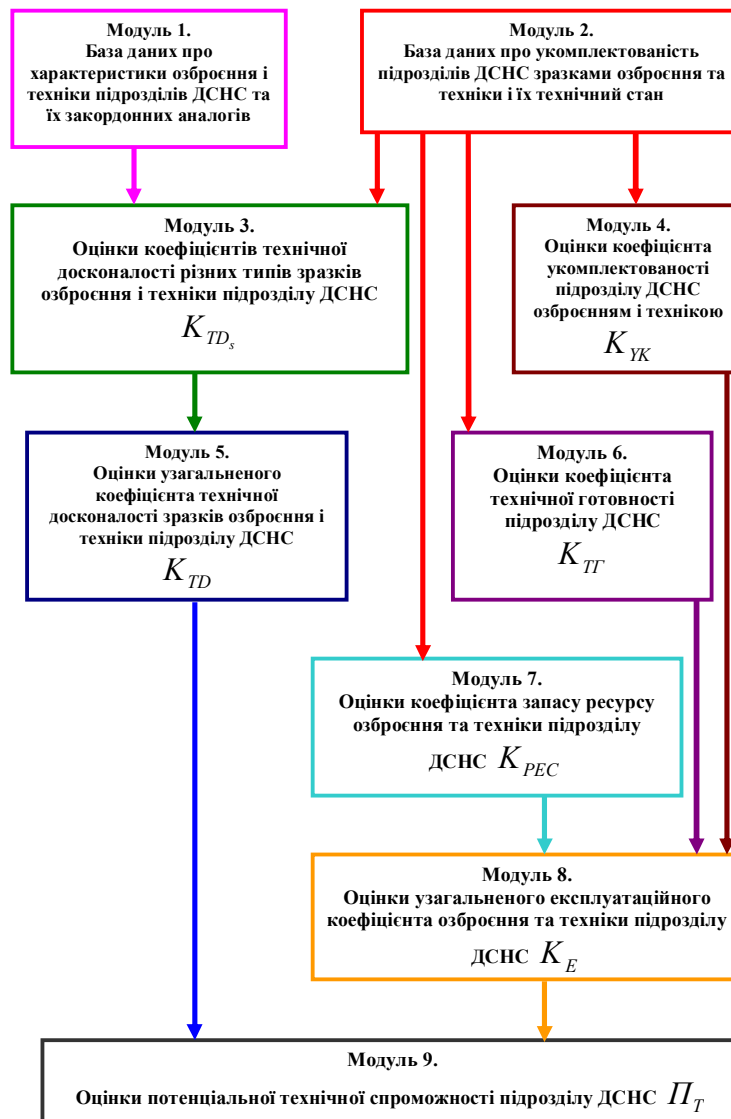 Модуль 1.
База даних про
характеристики озброєння і
техніки підрозділів ДСНС та
їх закордонних аналогів
Модуль 2.
База даних про укомплектованість
підрозділів ДСНС зразками озброєння та
техніки і їх технічний стан
Модуль 3.
Оцінки коефіцієнтів технічної
досконалості різних типів зразків
озброєння і техніки підрозділу ДСНС
K_{TD_s}
Модуль 4.
Оцінки коефіцієнта
укомплектованості
підрозділу ДСНС
озброєнням і технікою
K_{YK}
Модуль 5.
Оцінки узагальненого
коефіцієнта технічної
досконалості зразків озброєння і
техніки підрозділу ДСНС
K_{TD}
Модуль 6.
Оцінки коефіцієнта
технічної готовності
підрозділу ДСНС
K_{ТГ}
Модуль 7.
Оцінки коефіцієнта запасу ресурсу
озброєння та техніки підрозділу
ДСНС K_{PEC}
Модуль 8.
Оцінки узагальненого експлуатаційного
коефіцієнта озброєння та техніки підрозділу
ДСНС K_E
Модуль 9.
Оцінки потенціальної технічної спроможності підрозділу ДСНС П_T